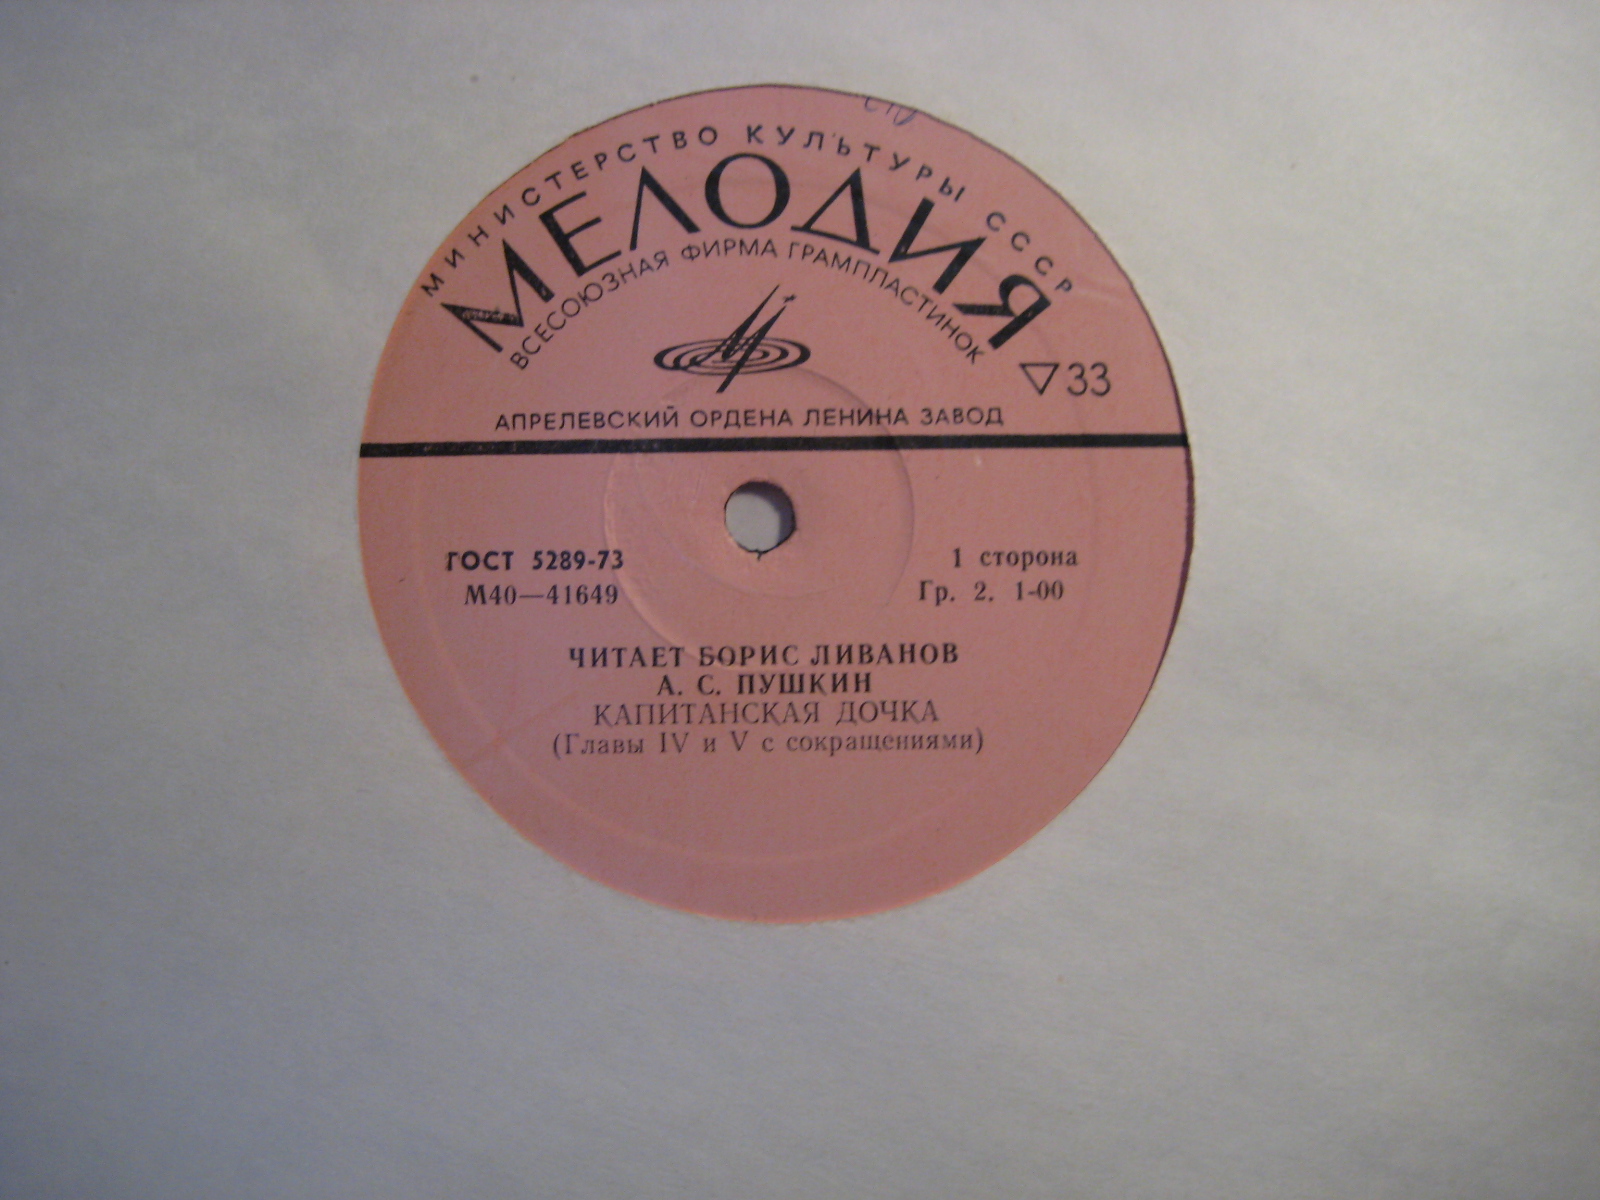 МИНИСТЕРСТВО КУЛЬТУРЫ СССР
МЕЛОДИЯ
ВСЕСОЮЗНАЯ ФИРМА ГРАМПЛАСТИНОК
33
АПРЕЛЕВСКИЙ ОРДЕНА ЛЕНИНА ЗАВОД
ГОСТ 5289-73
М40—41649
1 сторона
Гр. 2. 1-00
ЧИТАЕТ БОРИС ЛИВАНОВ
А. С. ПУШКИН
КАПИТАНСКАЯ ДОЧКА
(Главы IV и V с сокращениями)